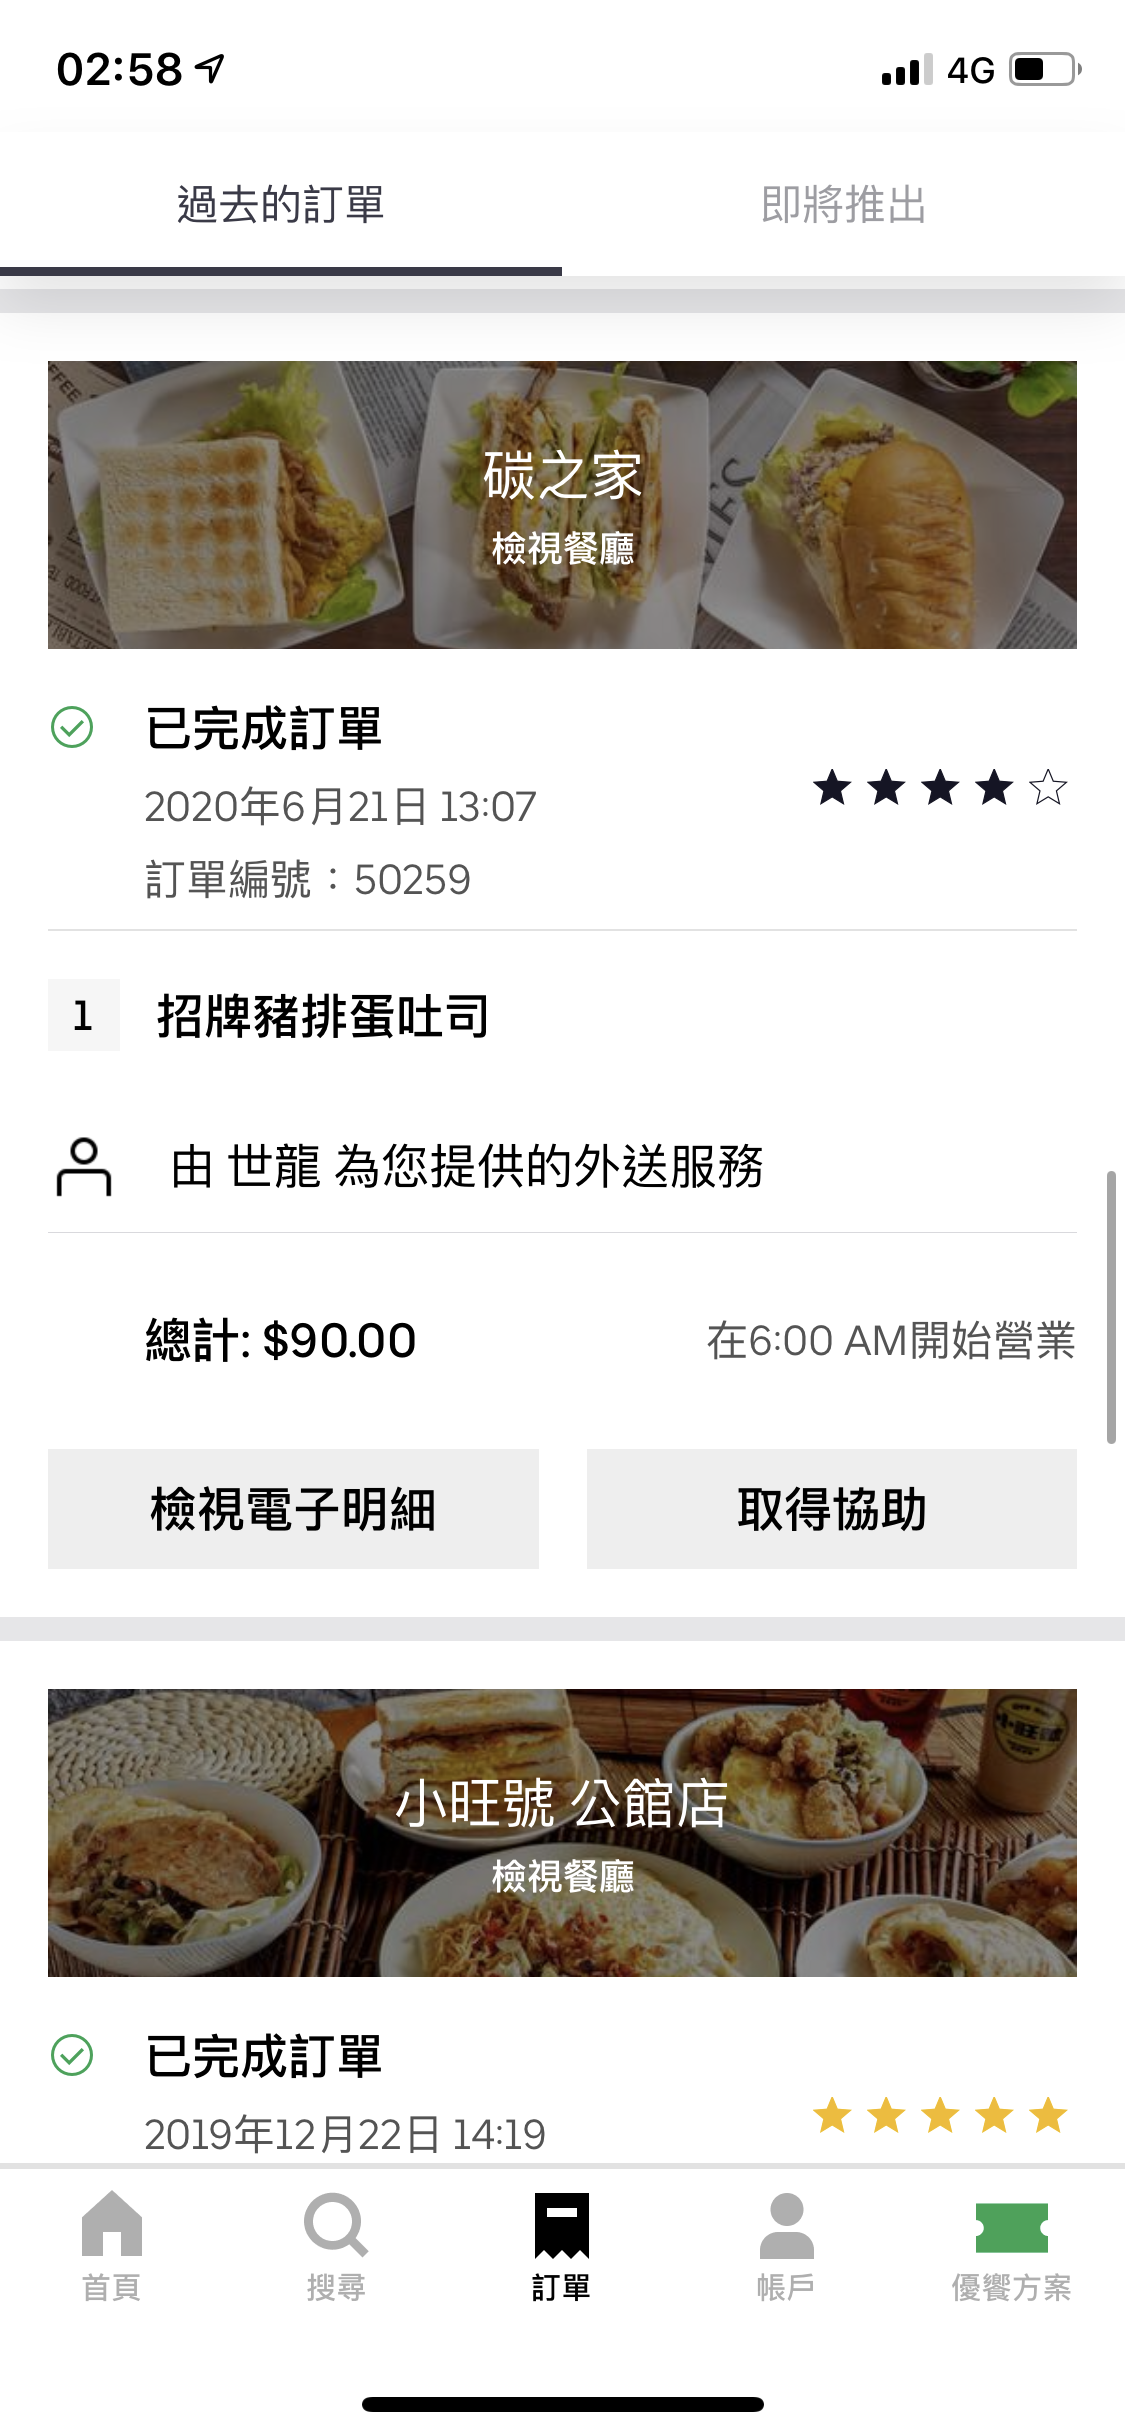 02:58
4G
過去的訂單
即將推出
碳之家
檢視餐廳
已完成訂單
2020年6月21日 13:07
訂單編號：50259
1 招牌豬排蛋吐司
由 世龍 為您提供的外送服務
總計: $90.00
在6:00 AM開始營業
檢視電子明細
取得協助
小旺號 公館店
檢視餐廳
已完成訂單
2019年12月22日 14:19
首頁
搜尋
訂單
帳戶
優饗方案